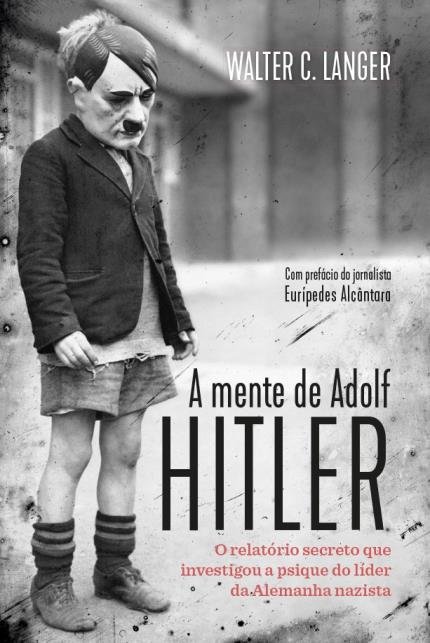 WALTER C. LANGER
Com prefácio do jornalista
Eurípedes Alcântara
A mente de Adolf
HITLER
O relatório secreto que
investigou a psique do líder
da Alemanha nazista